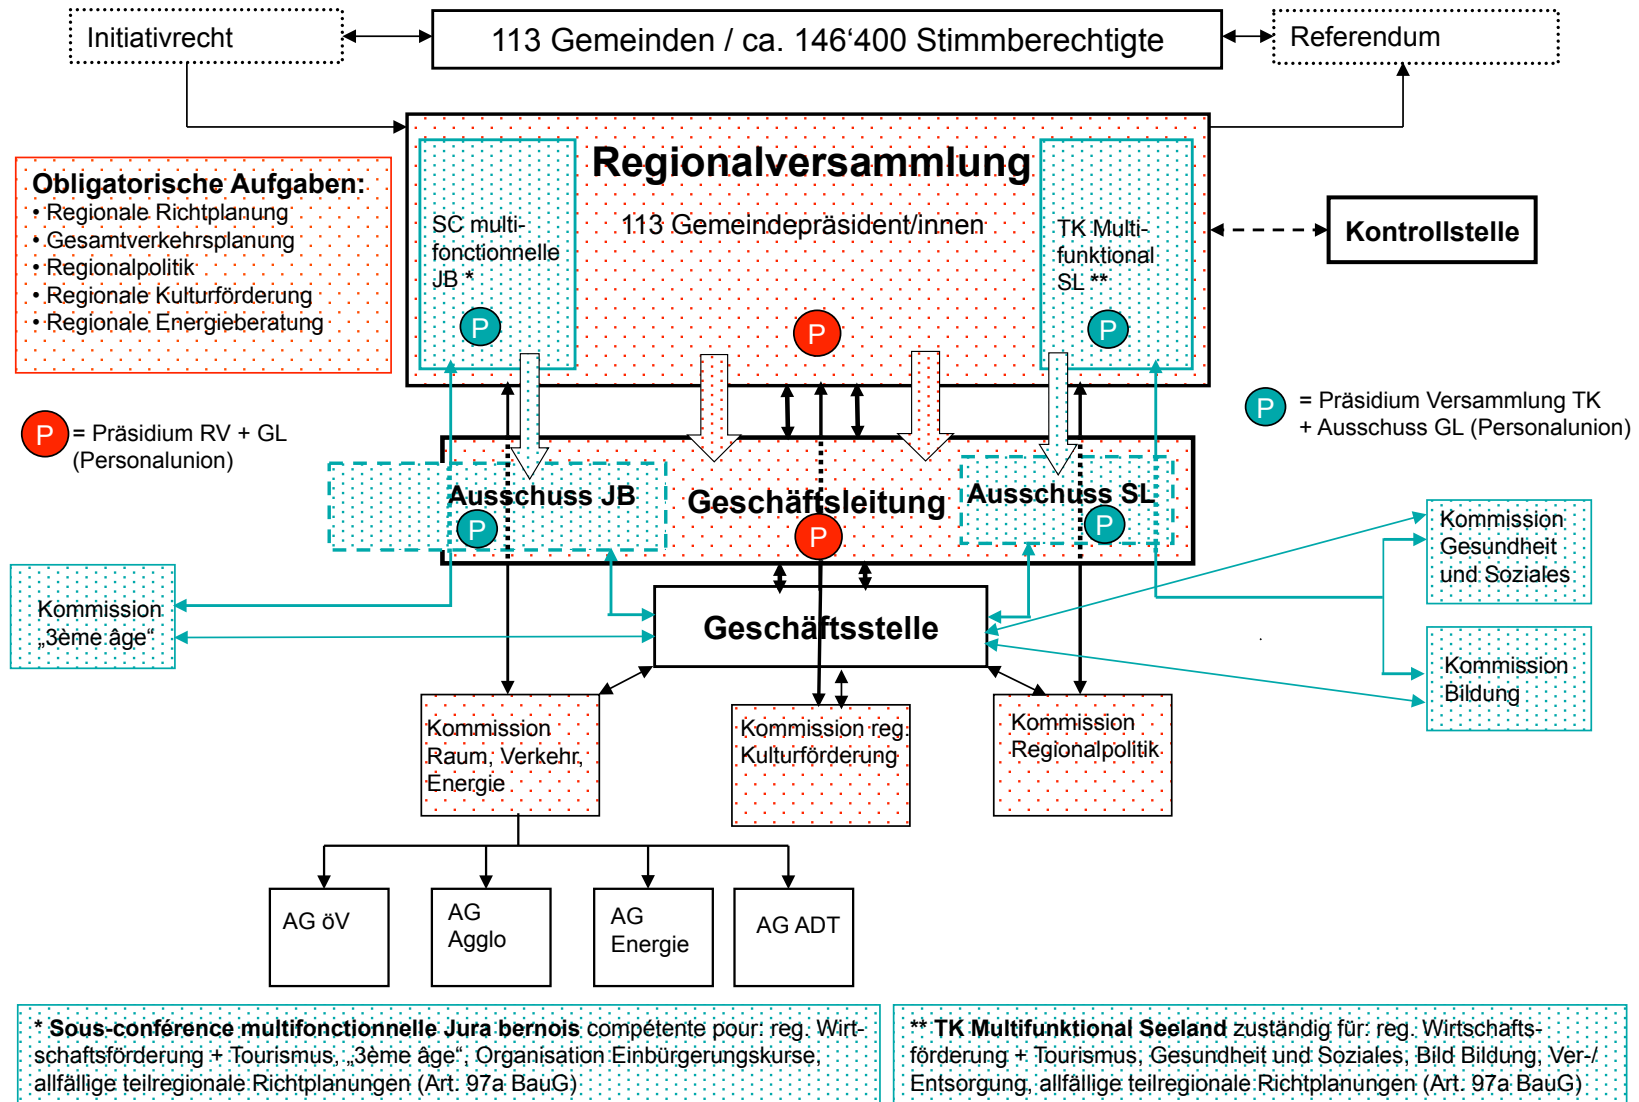 Initiativrecht
113 Gemeinden / ca. 146‘400 Stimmberechtigte
Referendum
Obligatorische Aufgaben:
• Regionale Richtplanung
• Gesamtverkehrsplanung
• Regionalpolitik
• Regionale Kulturförderung
• Regionale Energieberatung
Regionalversammlung
113 Gemeindepräsident/innen
SC multi-
fonctionnelle
JB *
P
P
TK Multi-
funktional
SL **
P
Kontrollstelle
P
= Präsidium RV + GL
(Personalunion)
P
= Präsidium Versammlung TK
+ Ausschuss GL (Personalunion)
Ausschuss JB
P
Geschäftsleitung
P
Ausschuss SL
P
Kommission
„3ème âge“
Geschäftsstelle
Kommission
Gesundheit
und Soziales
Kommission
Bildung
Kommission
Raum, Verkehr,
Energie
Kommission reg.
Kulturförderung
Kommission
Regionalpolitik
AG öV
AG
Agglo
AG
Energie
AG ADT
* Sous-conférence multifonctionnelle Jura bernois compétente pour: reg. Wirt-
schaftsförderung + Tourismus, „3ème âge“, Organisation Einbürgerungskurse,
allfällige teilregionale Richtplanungen (Art. 97a BauG)
** TK Multifunktional Seeland zuständig für: reg. Wirtschafts-
förderung + Tourismus, Gesundheit und Soziales, Bild Bildung, Ver-/
Entsorgung, allfällige teilregionale Richtplanungen (Art. 97a BauG)